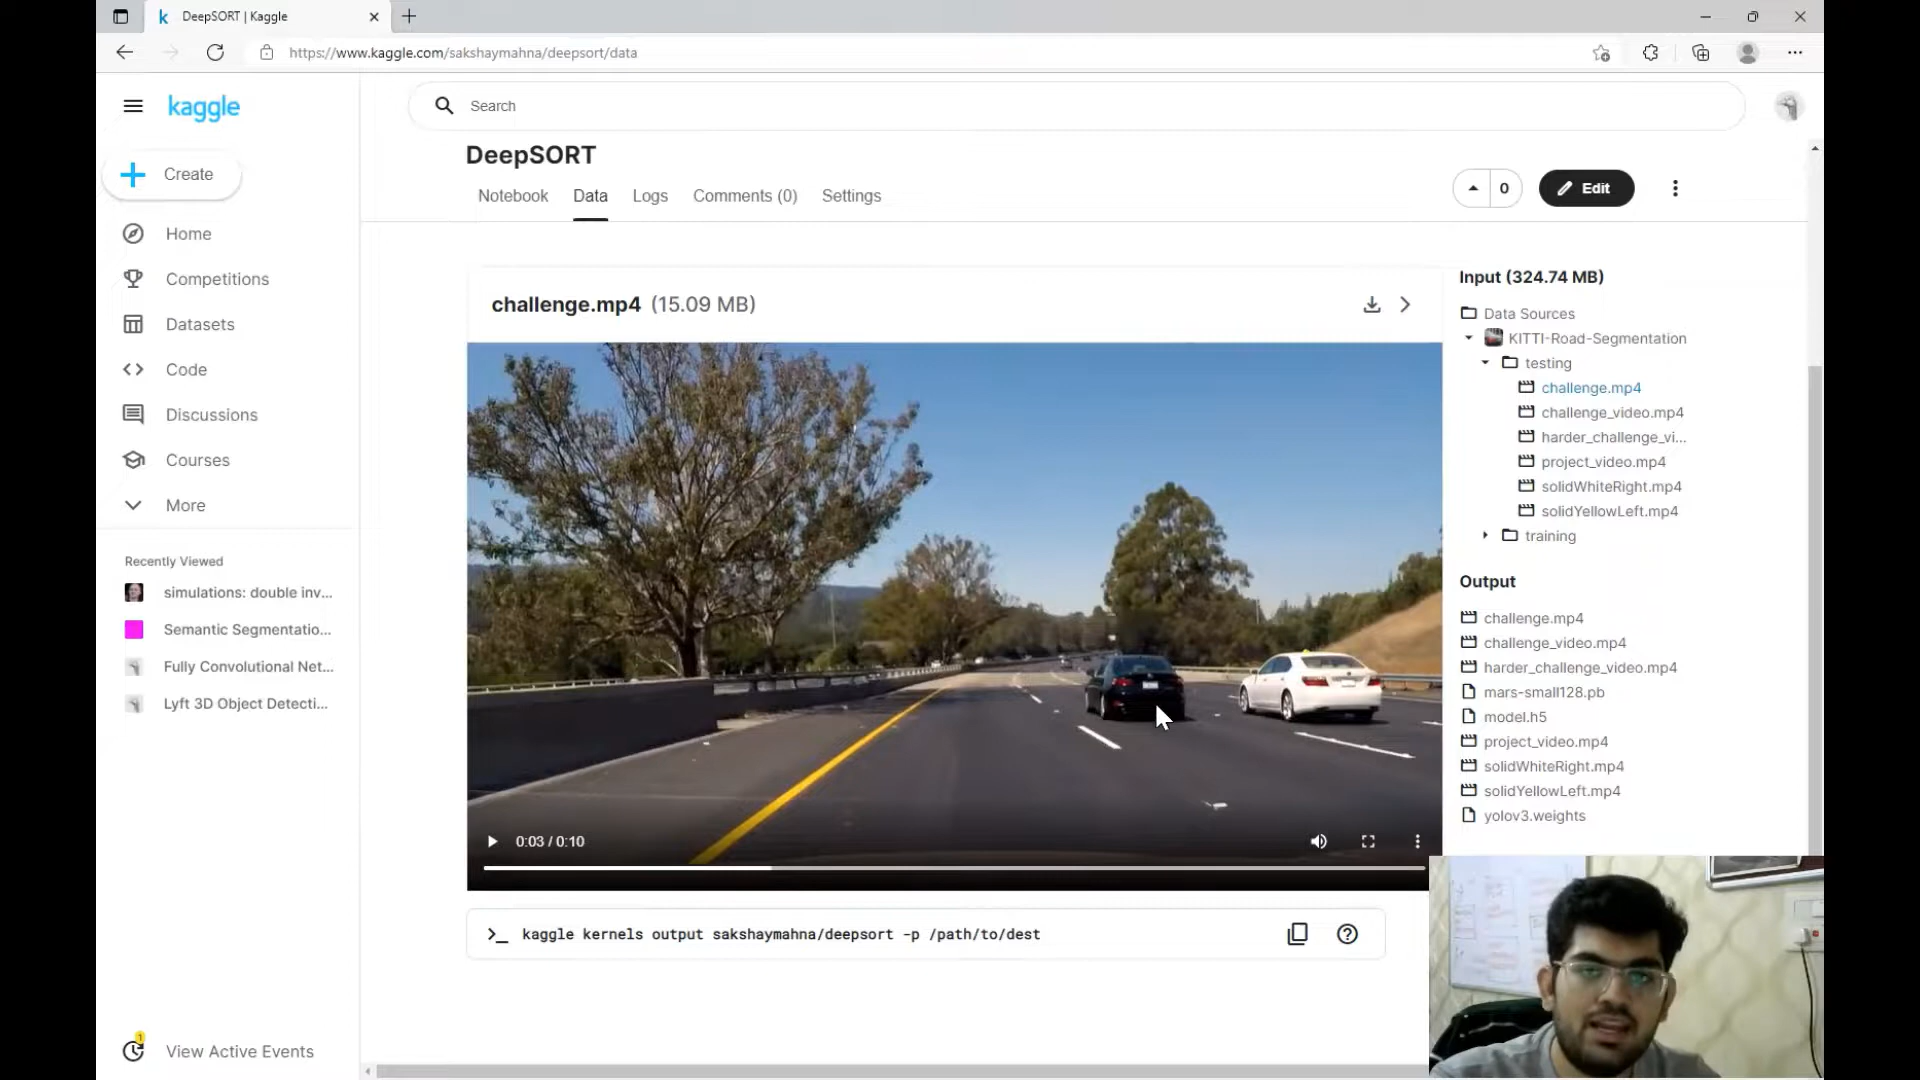 DeepSORT | Kaggle
https://www.kaggle.com/sakshaymahna/deepsort/data
kaggle
Search
Create
Home
Competitions
Datasets
Code
Discussions
Courses
More
Recently Viewed
simulations: double inv...
Semantic Segmentatio...
Fully Convolutional Net...
Lyft 3D Object Detecti...
1
View Active Events
DeepSORT
Notebook Data Logs Comments (0) Settings
0
Edit
challenge.mp4 (15.09 MB)
0:03 / 0:10
kaggle kernels output sakshaymahna/deepsort -p /path/to/dest
Input (324.74 MB)
Data Sources
KITTI-Road-Segmentation
testing
challenge.mp4
challenge_video.mp4
harder_challenge_vi...
project_video.mp4
solidWhiteRight.mp4
solidYellowLeft.mp4
training
Output
challenge.mp4
challenge_video.mp4
harder_challenge_video.mp4
mars-small128.pb
model.h5
project_video.mp4
solidWhiteRight.mp4
solidYellowLeft.mp4
yolov3.weights